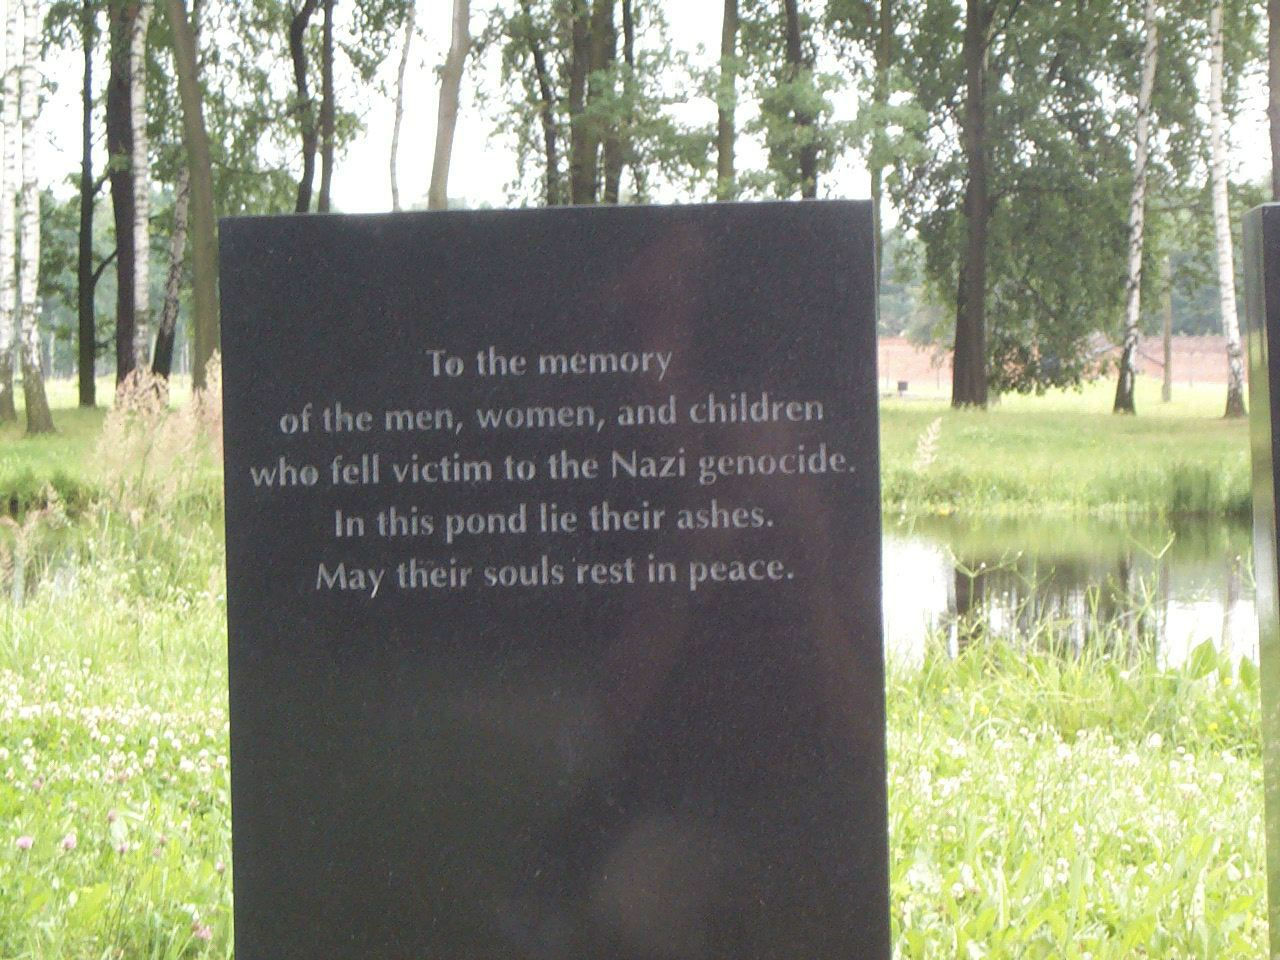 To the memory
of the men, women, and children
who fell victim to the Nazi genocide.
In this pond lie their ashes.
May their souls rest in peace.